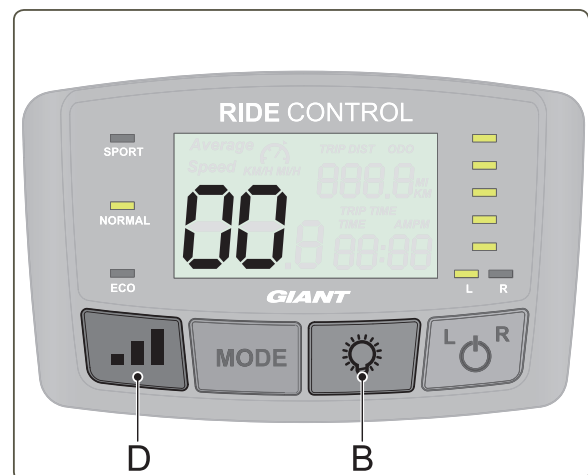 RIDE CONTROL
SPORT
NORMAL
ECO
Average
Speed
KM/H MI/H
TRIP DIST ODO
888.8
MI
KM
TRIP TIME
TIME AM PM
88:88
00
.8
L R
GIANT
MODE
L R
D B